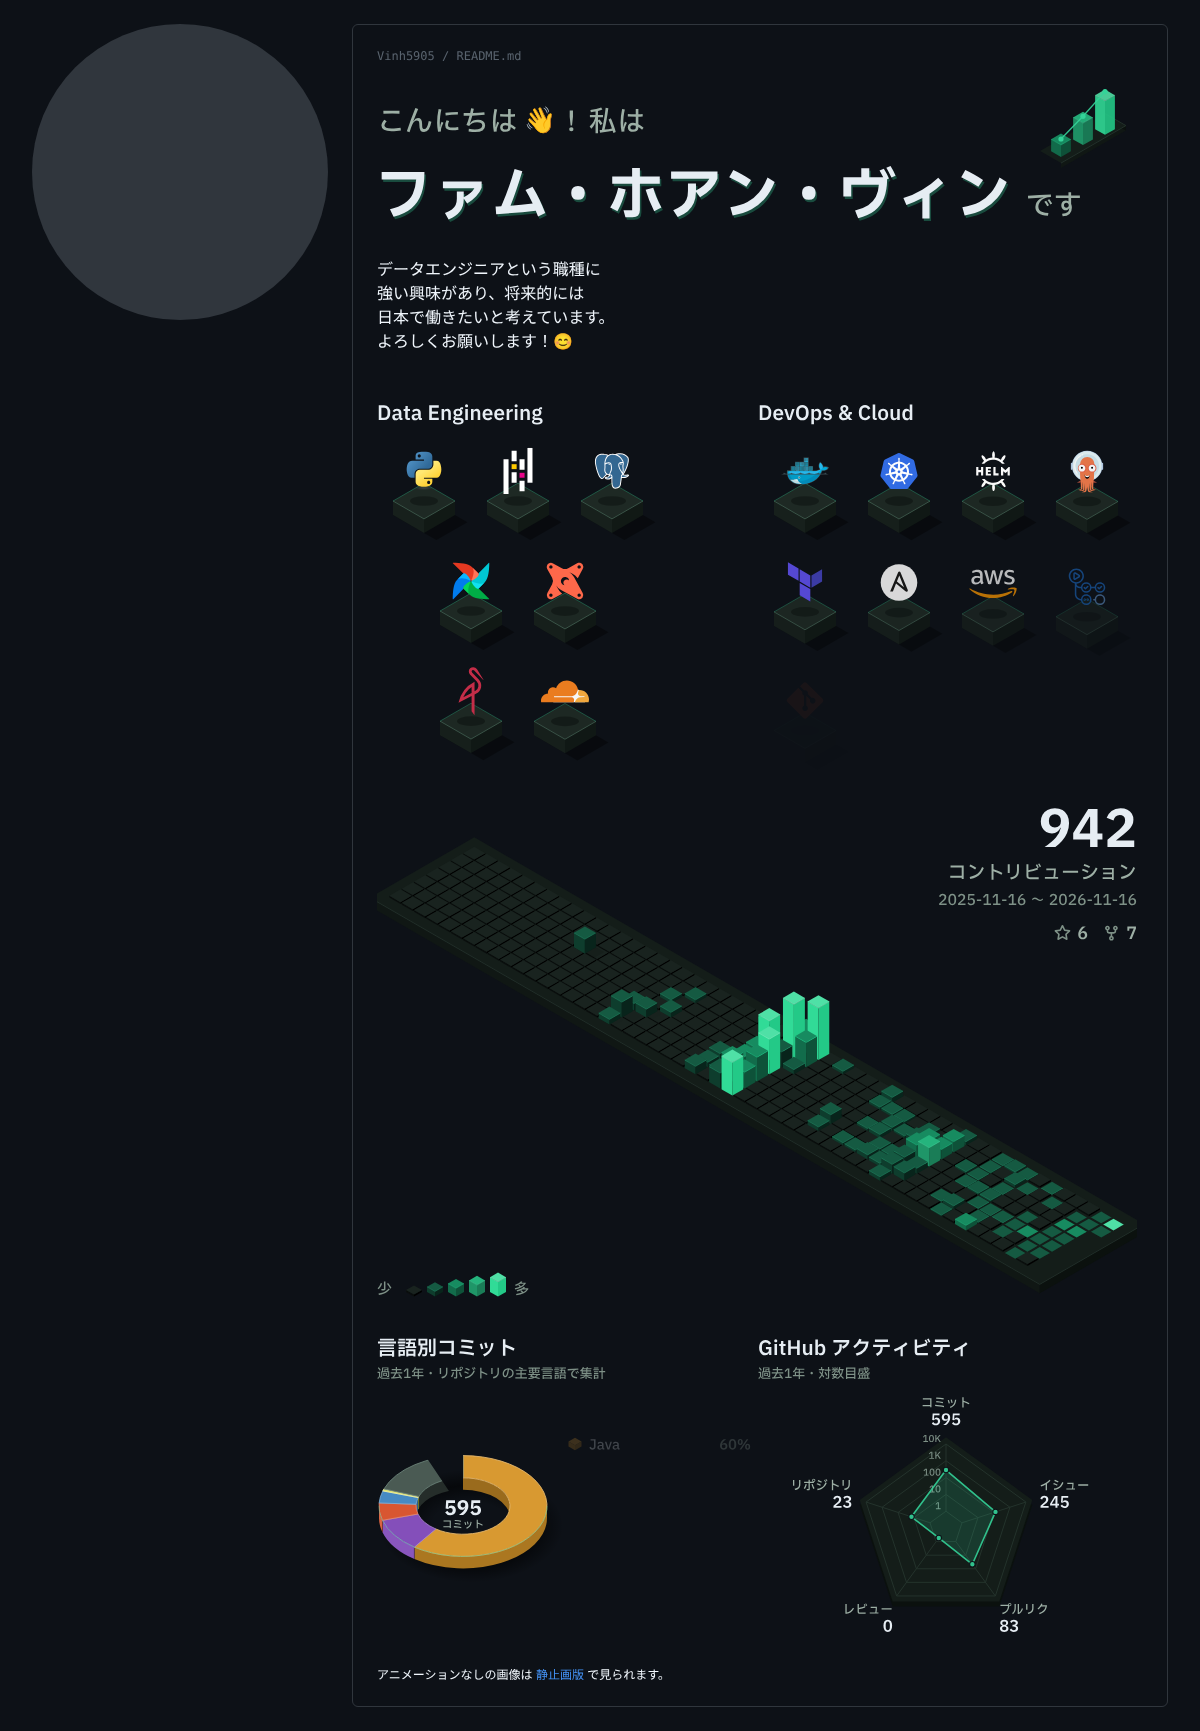 Vinh5905 / README.md
こんにちは👋！私は
ファム・ホアン・ヴィン です
データエンジニアという職種に
強い興味があり、将来的には
日本で働きたいと考えています。
よろしくお願いします！😊
Data Engineering
DevOps & Cloud
HELM
aws
942
コントリビューション
2025-11-16 〜 2026-11-16
6 7
少 多
言語別コミット
過去1年・リポジトリの主要言語で集計
Java 60%
595
コミット
GitHub アクティビティ
過去1年・対数目盛
コミット
595
10K
1K
100
10
1
リポジトリ
23
イシュー
245
レビュー
0
プルリク
83
アニメーションなしの画像は 静止画版 で見られます。